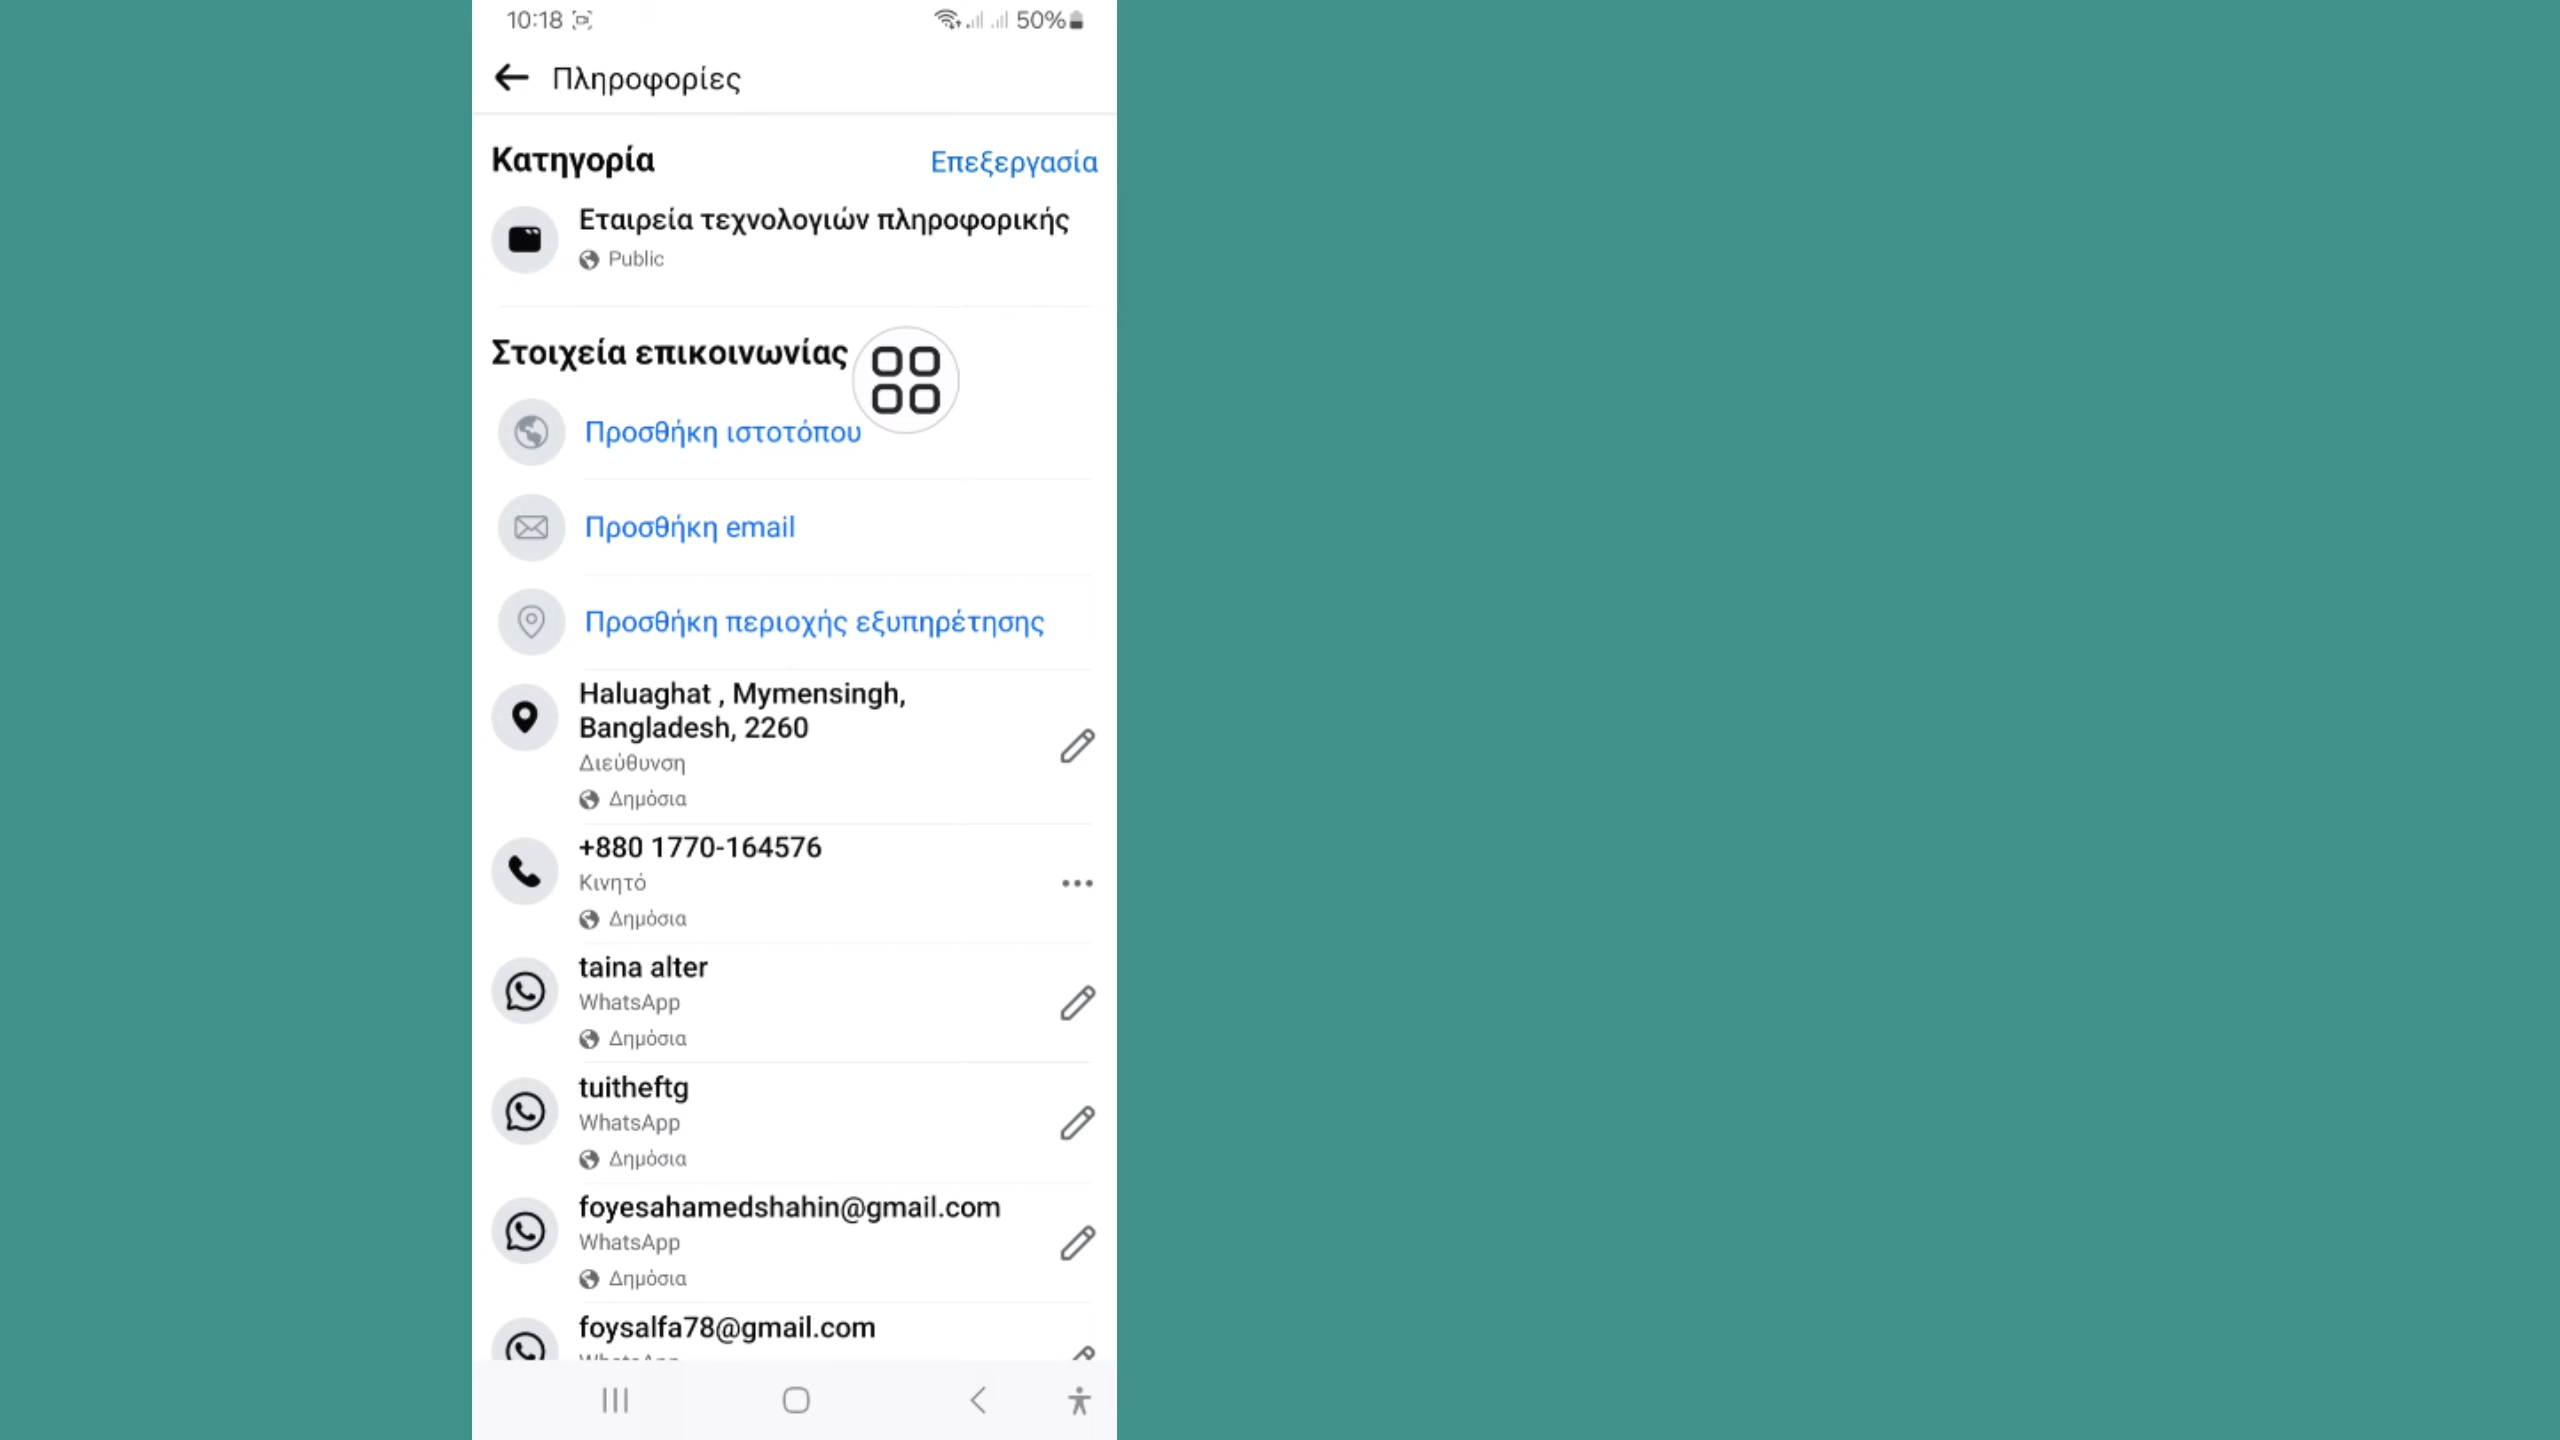 10:18
50%
Πληροφορίες
Κατηγορία
Επεξεργασία
Εταιρεία τεχνολογιών πληροφορικής
Public
Στοιχεία επικοινωνίας
Προσθήκη ιστοτόπου
Προσθήκη email
Προσθήκη περιοχής εξυπηρέτησης
Haluaghat , Mymensingh,
Bangladesh, 2260
Διεύθυνση
Δημόσια
+880 1770-164576
Κινητό
Δημόσια
taina alter
WhatsApp
Δημόσια
tuitheftg
WhatsApp
Δημόσια
foyesahamedshahin@gmail.com
WhatsApp
Δημόσια
foysalfa78@gmail.com